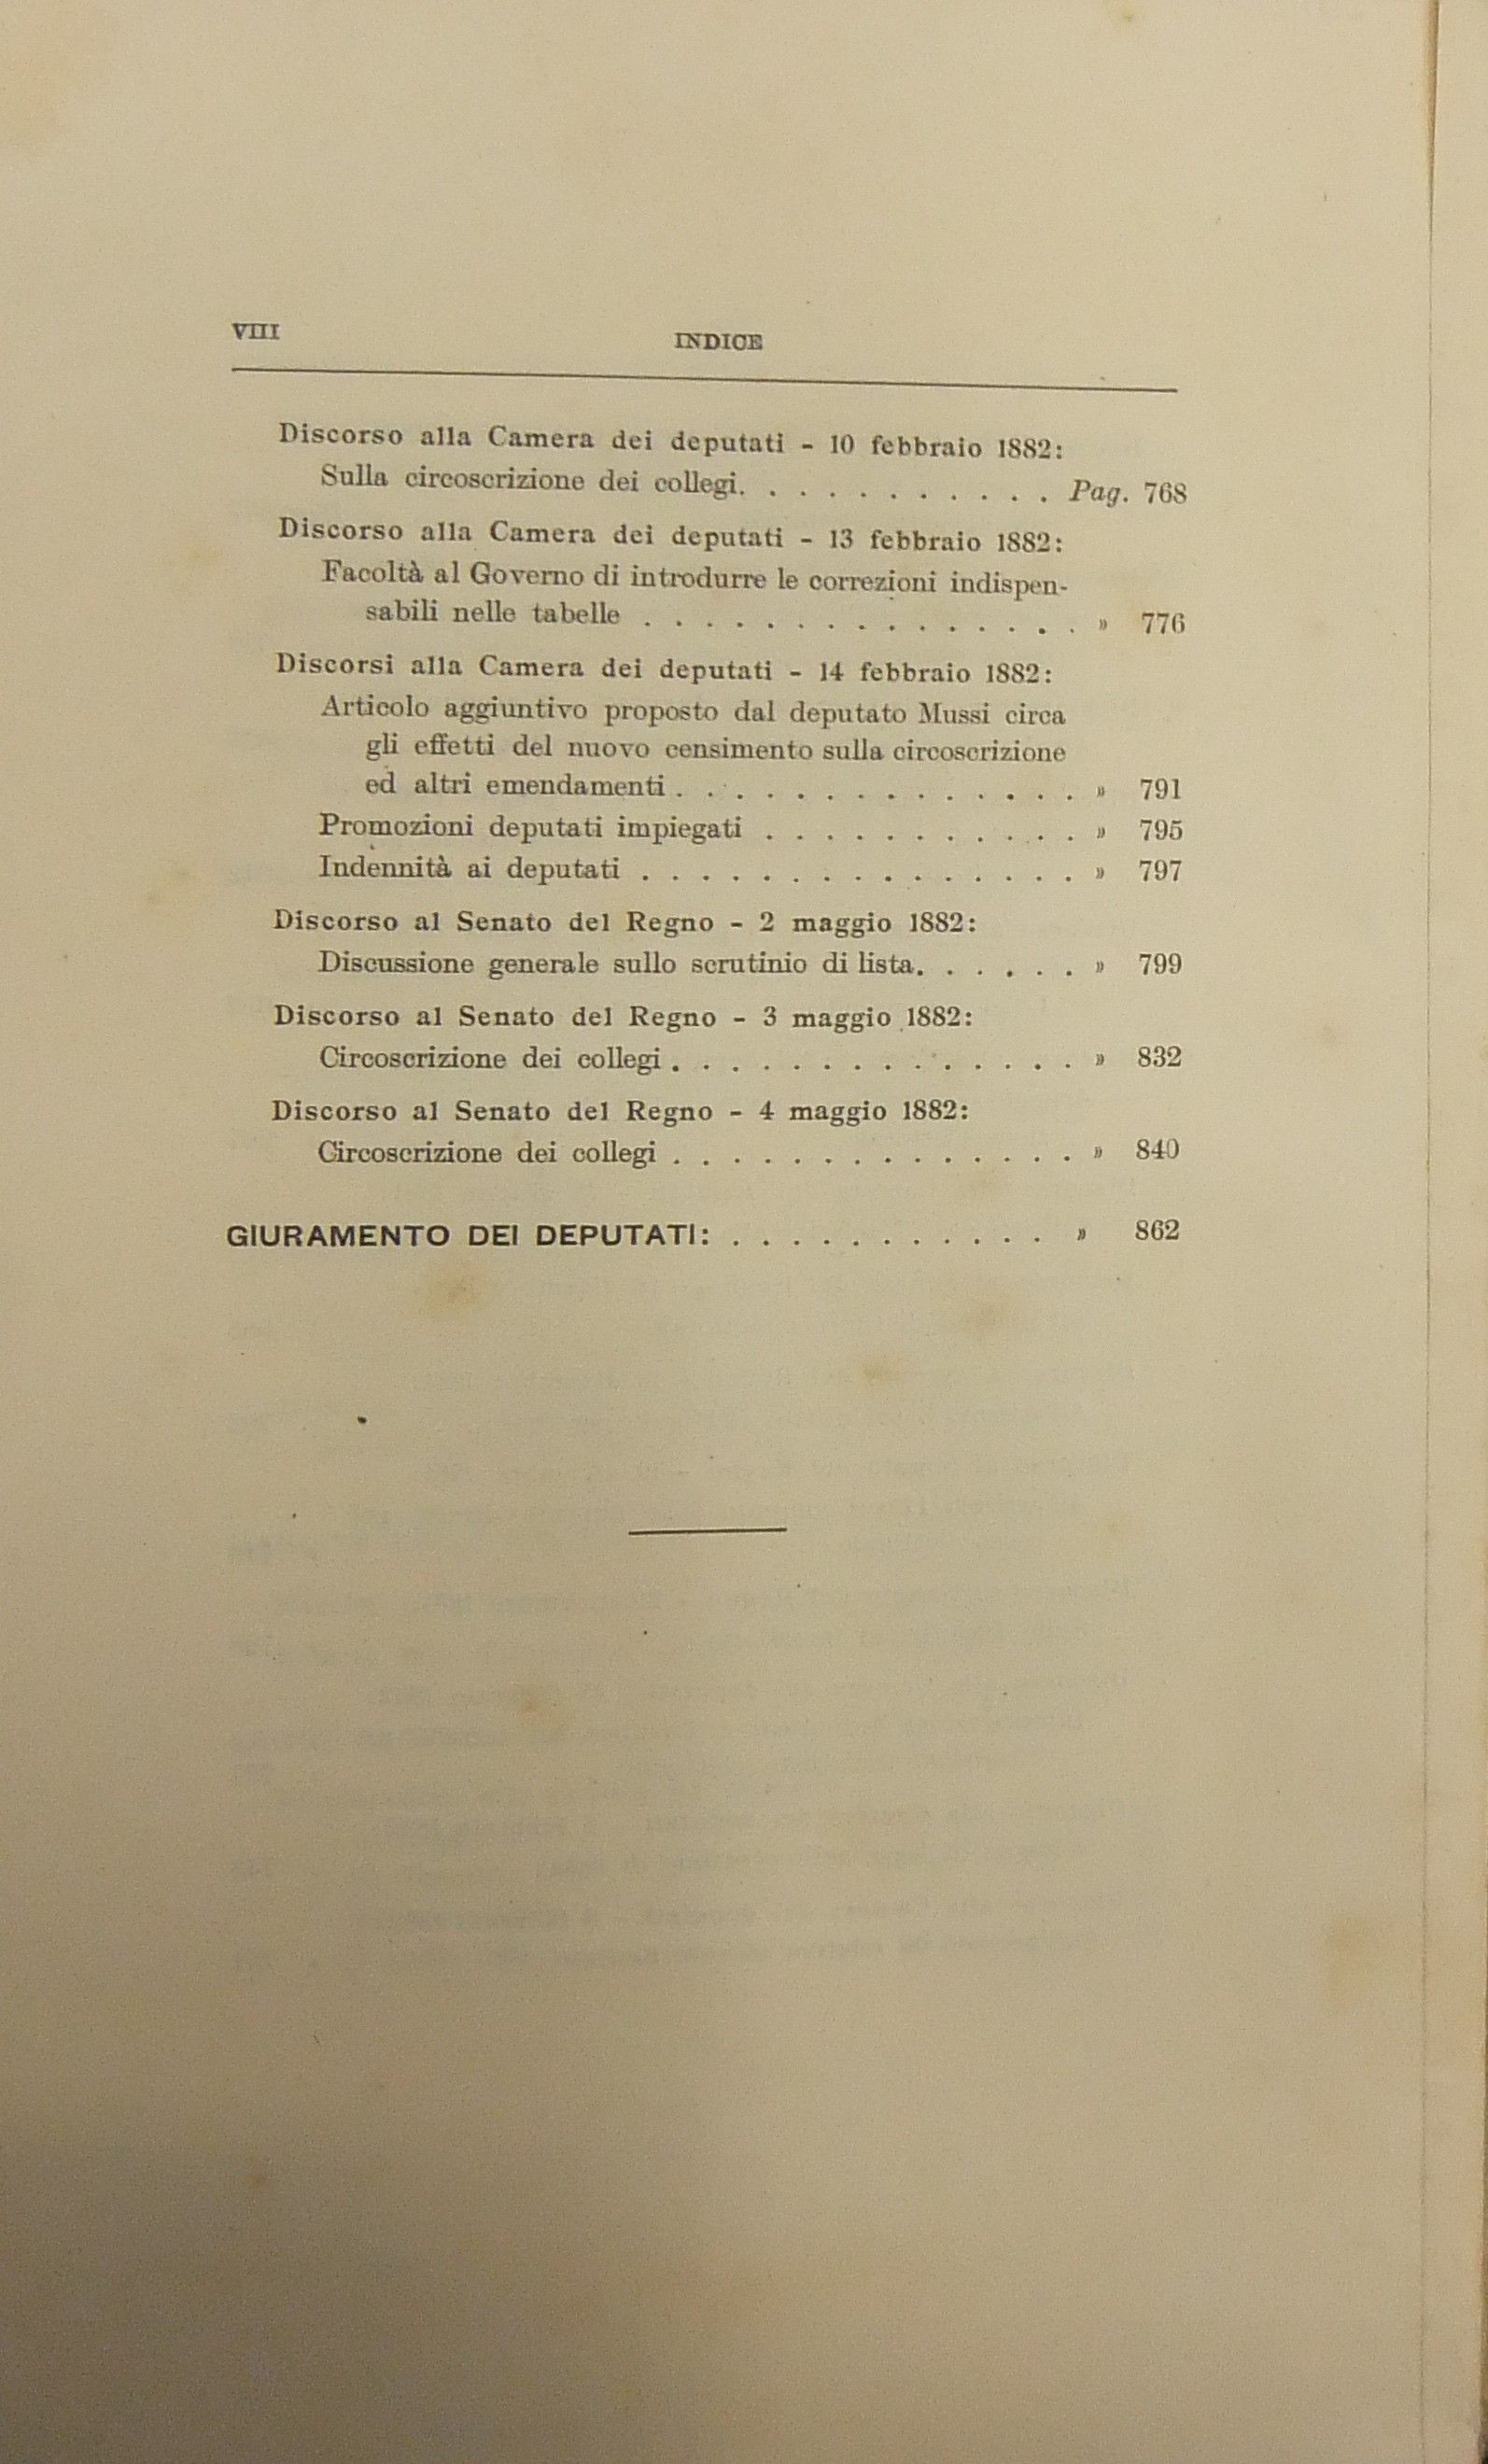 VIII
INDICE
Discorso alla Camera dei deputati - 10 febbraio 1882:
Sulla circoscrizione dei collegi. . . . . . . . . . . Pag. 768
Discorso alla Camera dei deputati - 13 febbraio 1882:
Facoltà al Governo di introdurre le correzioni indispen-
sabili nelle tabelle . . . . . . . . . . . . . . . » 776
Discorsi alla Camera dei deputati - 14 febbraio 1882:
Articolo aggiuntivo proposto dal deputato Mussi circa
gli effetti del nuovo censimento sulla circoscrizione
ed altri emendamenti . . . . . . . . . . . . . . » 791
Promozioni deputati impiegati . . . . . . . . . . . » 795
Indennità ai deputati . . . . . . . . . . . . . . . » 797
Discorso al Senato del Regno - 2 maggio 1882:
Discussione generale sullo scrutinio di lista. . . . . . » 799
Discorso al Senato del Regno - 3 maggio 1882:
Circoscrizione dei collegi . . . . . . . . . . . . . . » 832
Discorso al Senato del Regno - 4 maggio 1882:
Circoscrizione dei collegi . . . . . . . . . . . . . . » 840
GIURAMENTO DEI DEPUTATI: . . . . . . . . . . . » 862